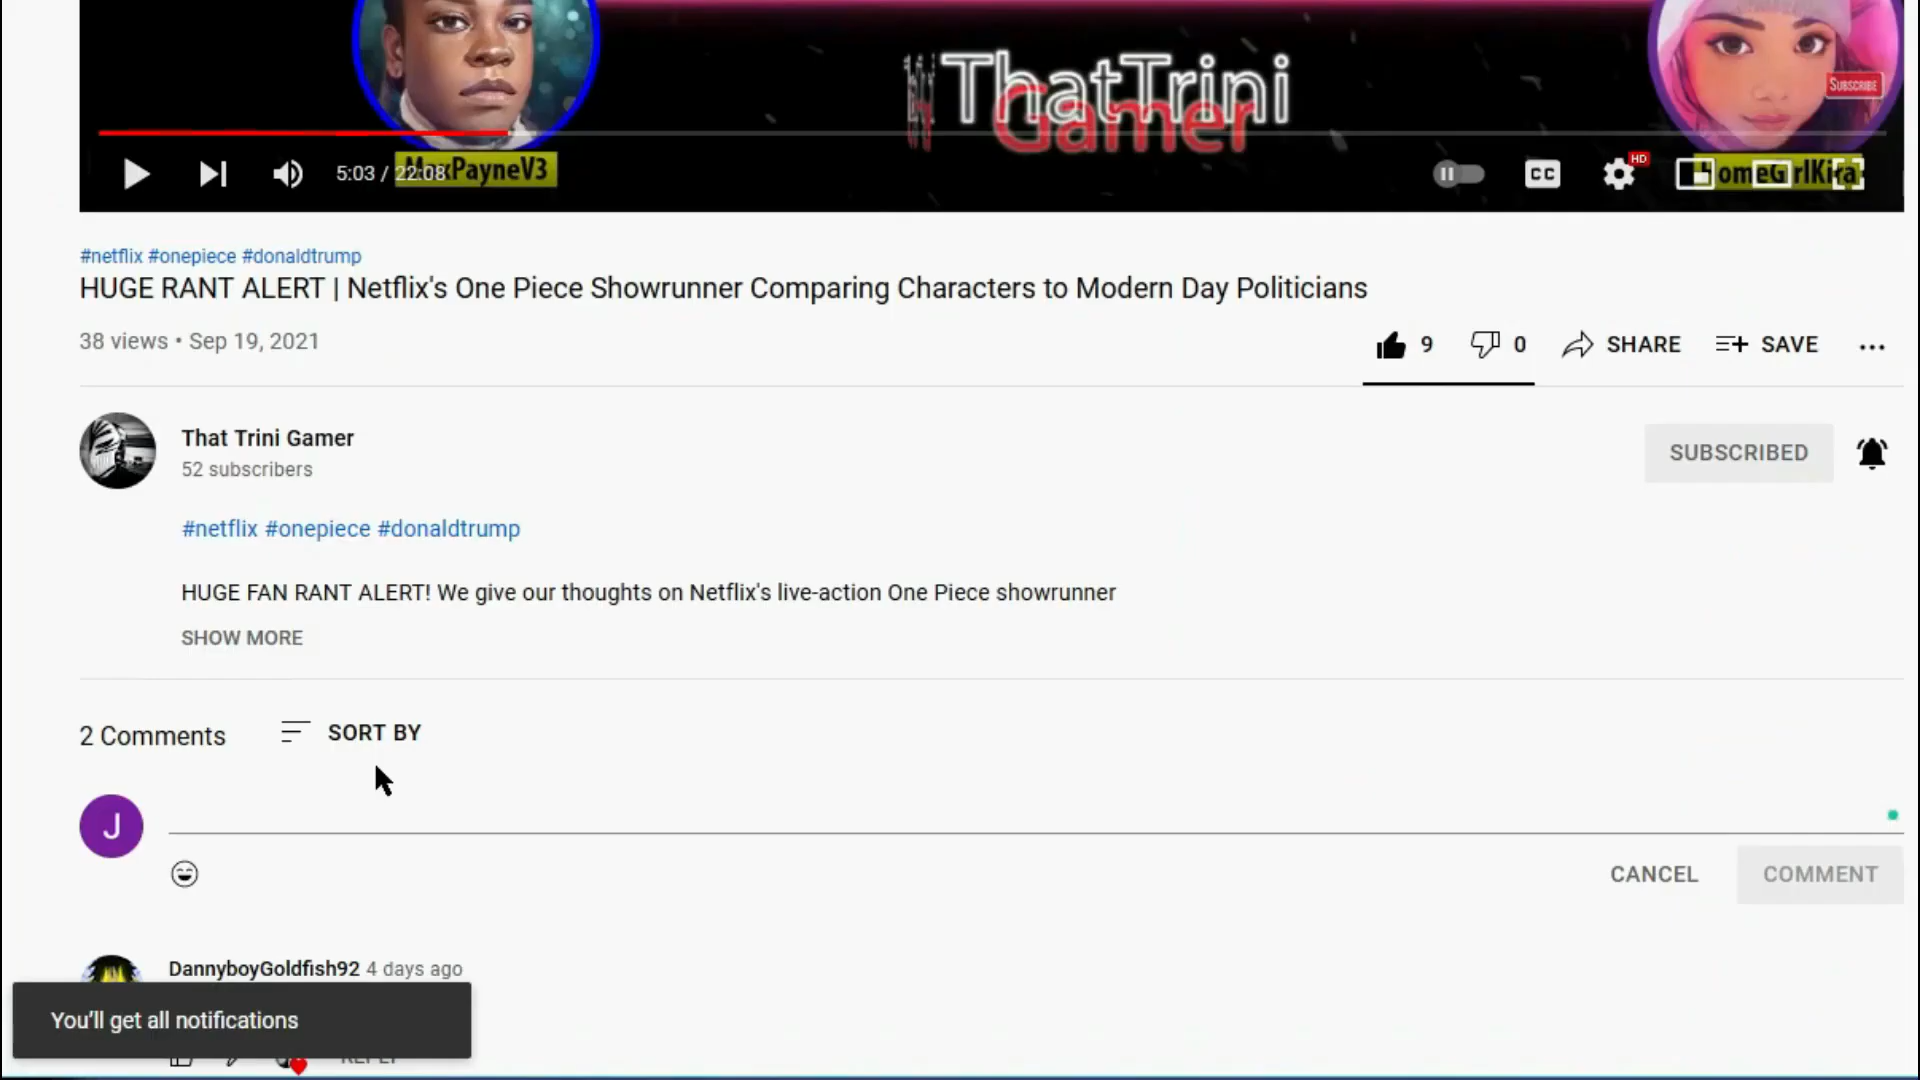 ThatTrini
Gamer
SUBSCRIBE
5:03 / 22:08
MaxPayneV3
CC
HD
#netflix #onepiece #donaldtrump
HUGE RANT ALERT | Netflix's One Piece Showrunner Comparing Characters to Modern Day Politicians
38 views • Sep 19, 2021
9
0
SHARE
SAVE
That Trini Gamer
52 subscribers
SUBSCRIBED
#netflix #onepiece #donaldtrump
HUGE FAN RANT ALERT! We give our thoughts on Netflix's live-action One Piece showrunner
SHOW MORE
2 Comments
SORT BY
J
CANCEL
COMMENT
DannyboyGoldfish92 4 days ago
You'll get all notifications
REPLY